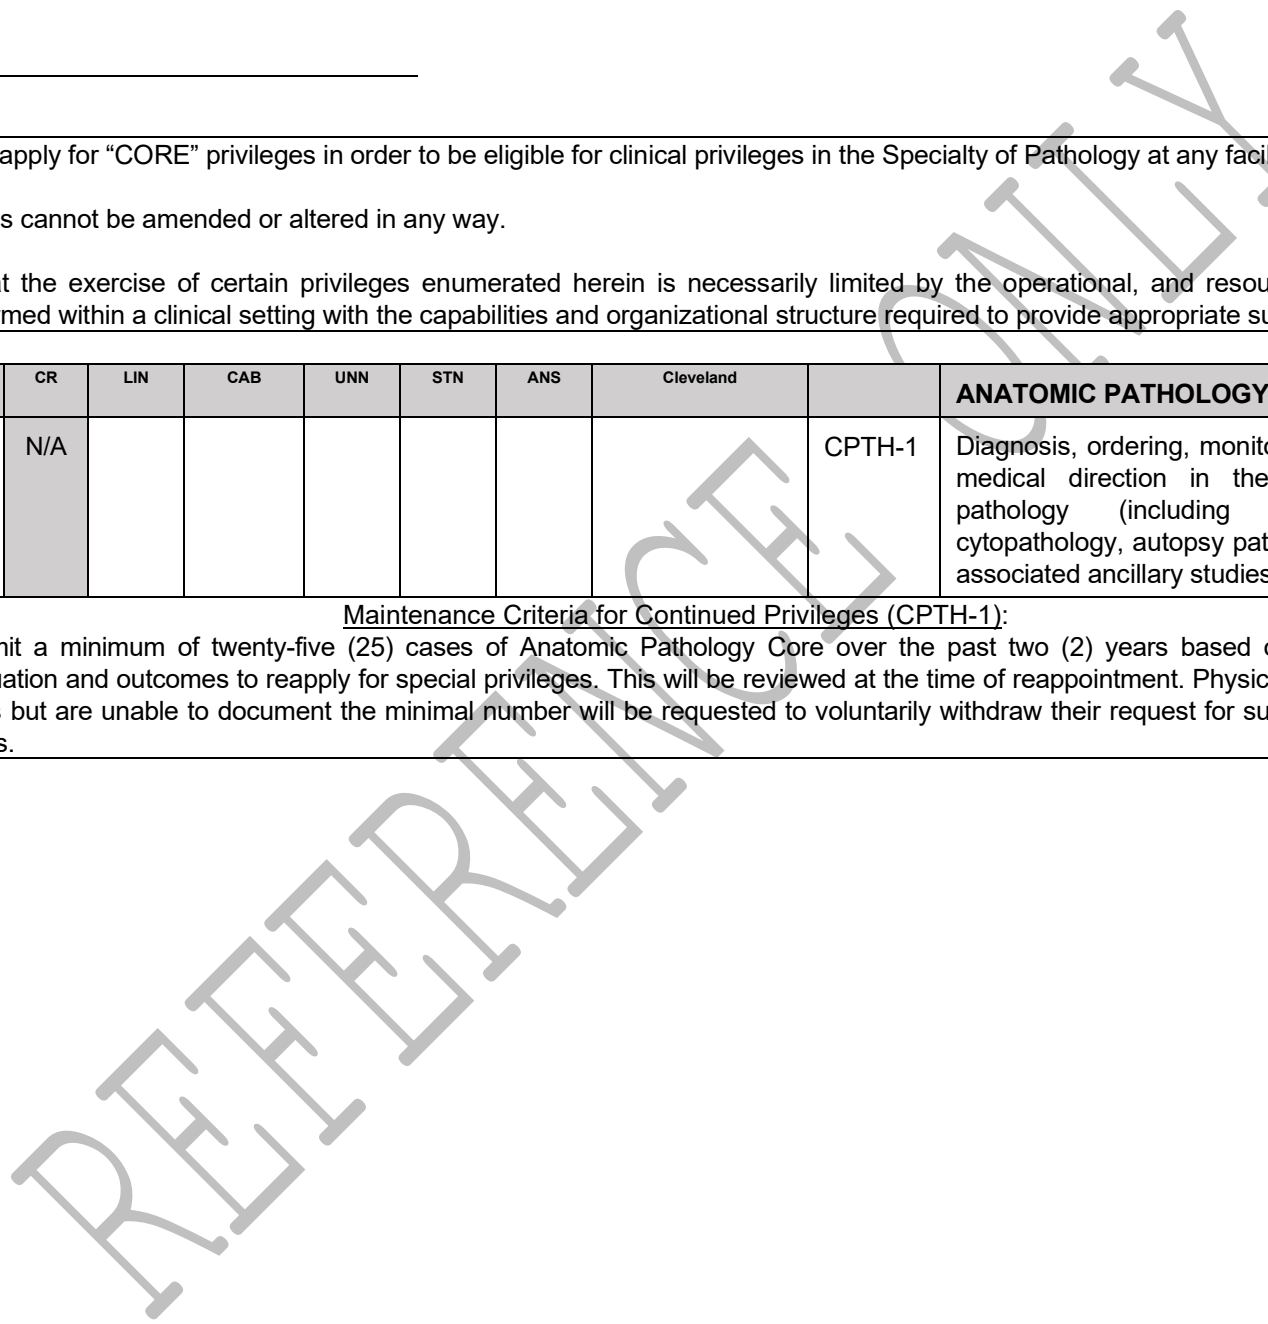 apply for “CORE” privileges in order to be eligible for clinical privileges in the Specialty of Pathology at any facil
s cannot be amended or altered in any way.
at the exercise of certain privileges enumerated herein is necessarily limited by the operational, and resou
rmed within a clinical setting with the capabilities and organizational structure required to provide appropriate su
CR LIN CAB UNN STN ANS Cleveland ANATOMIC PATHOLOGY
N/A CPTH-1 Diagnosis, ordering, monito
medical direction in the
pathology (including
cytopathology, autopsy pat
associated ancillary studies
Maintenance Criteria for Continued Privileges (CPTH-1):
mit a minimum of twenty-five (25) cases of Anatomic Pathology Core over the past two (2) years based o
uation and outcomes to reapply for special privileges. This will be reviewed at the time of reappointment. Physic
s but are unable to document the minimal number will be requested to voluntarily withdraw their request for su
s.
REFERENCE ONLY